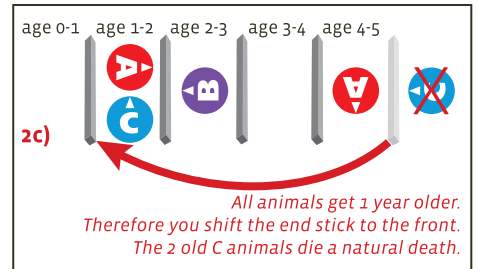 age 0-1 age 1-2 age 2-3 age 3-4 age 4-5
A B A C
C
2c)
All animals get 1 year older.
Therefore you shift the end stick to the front.
The 2 old C animals die a natural death.